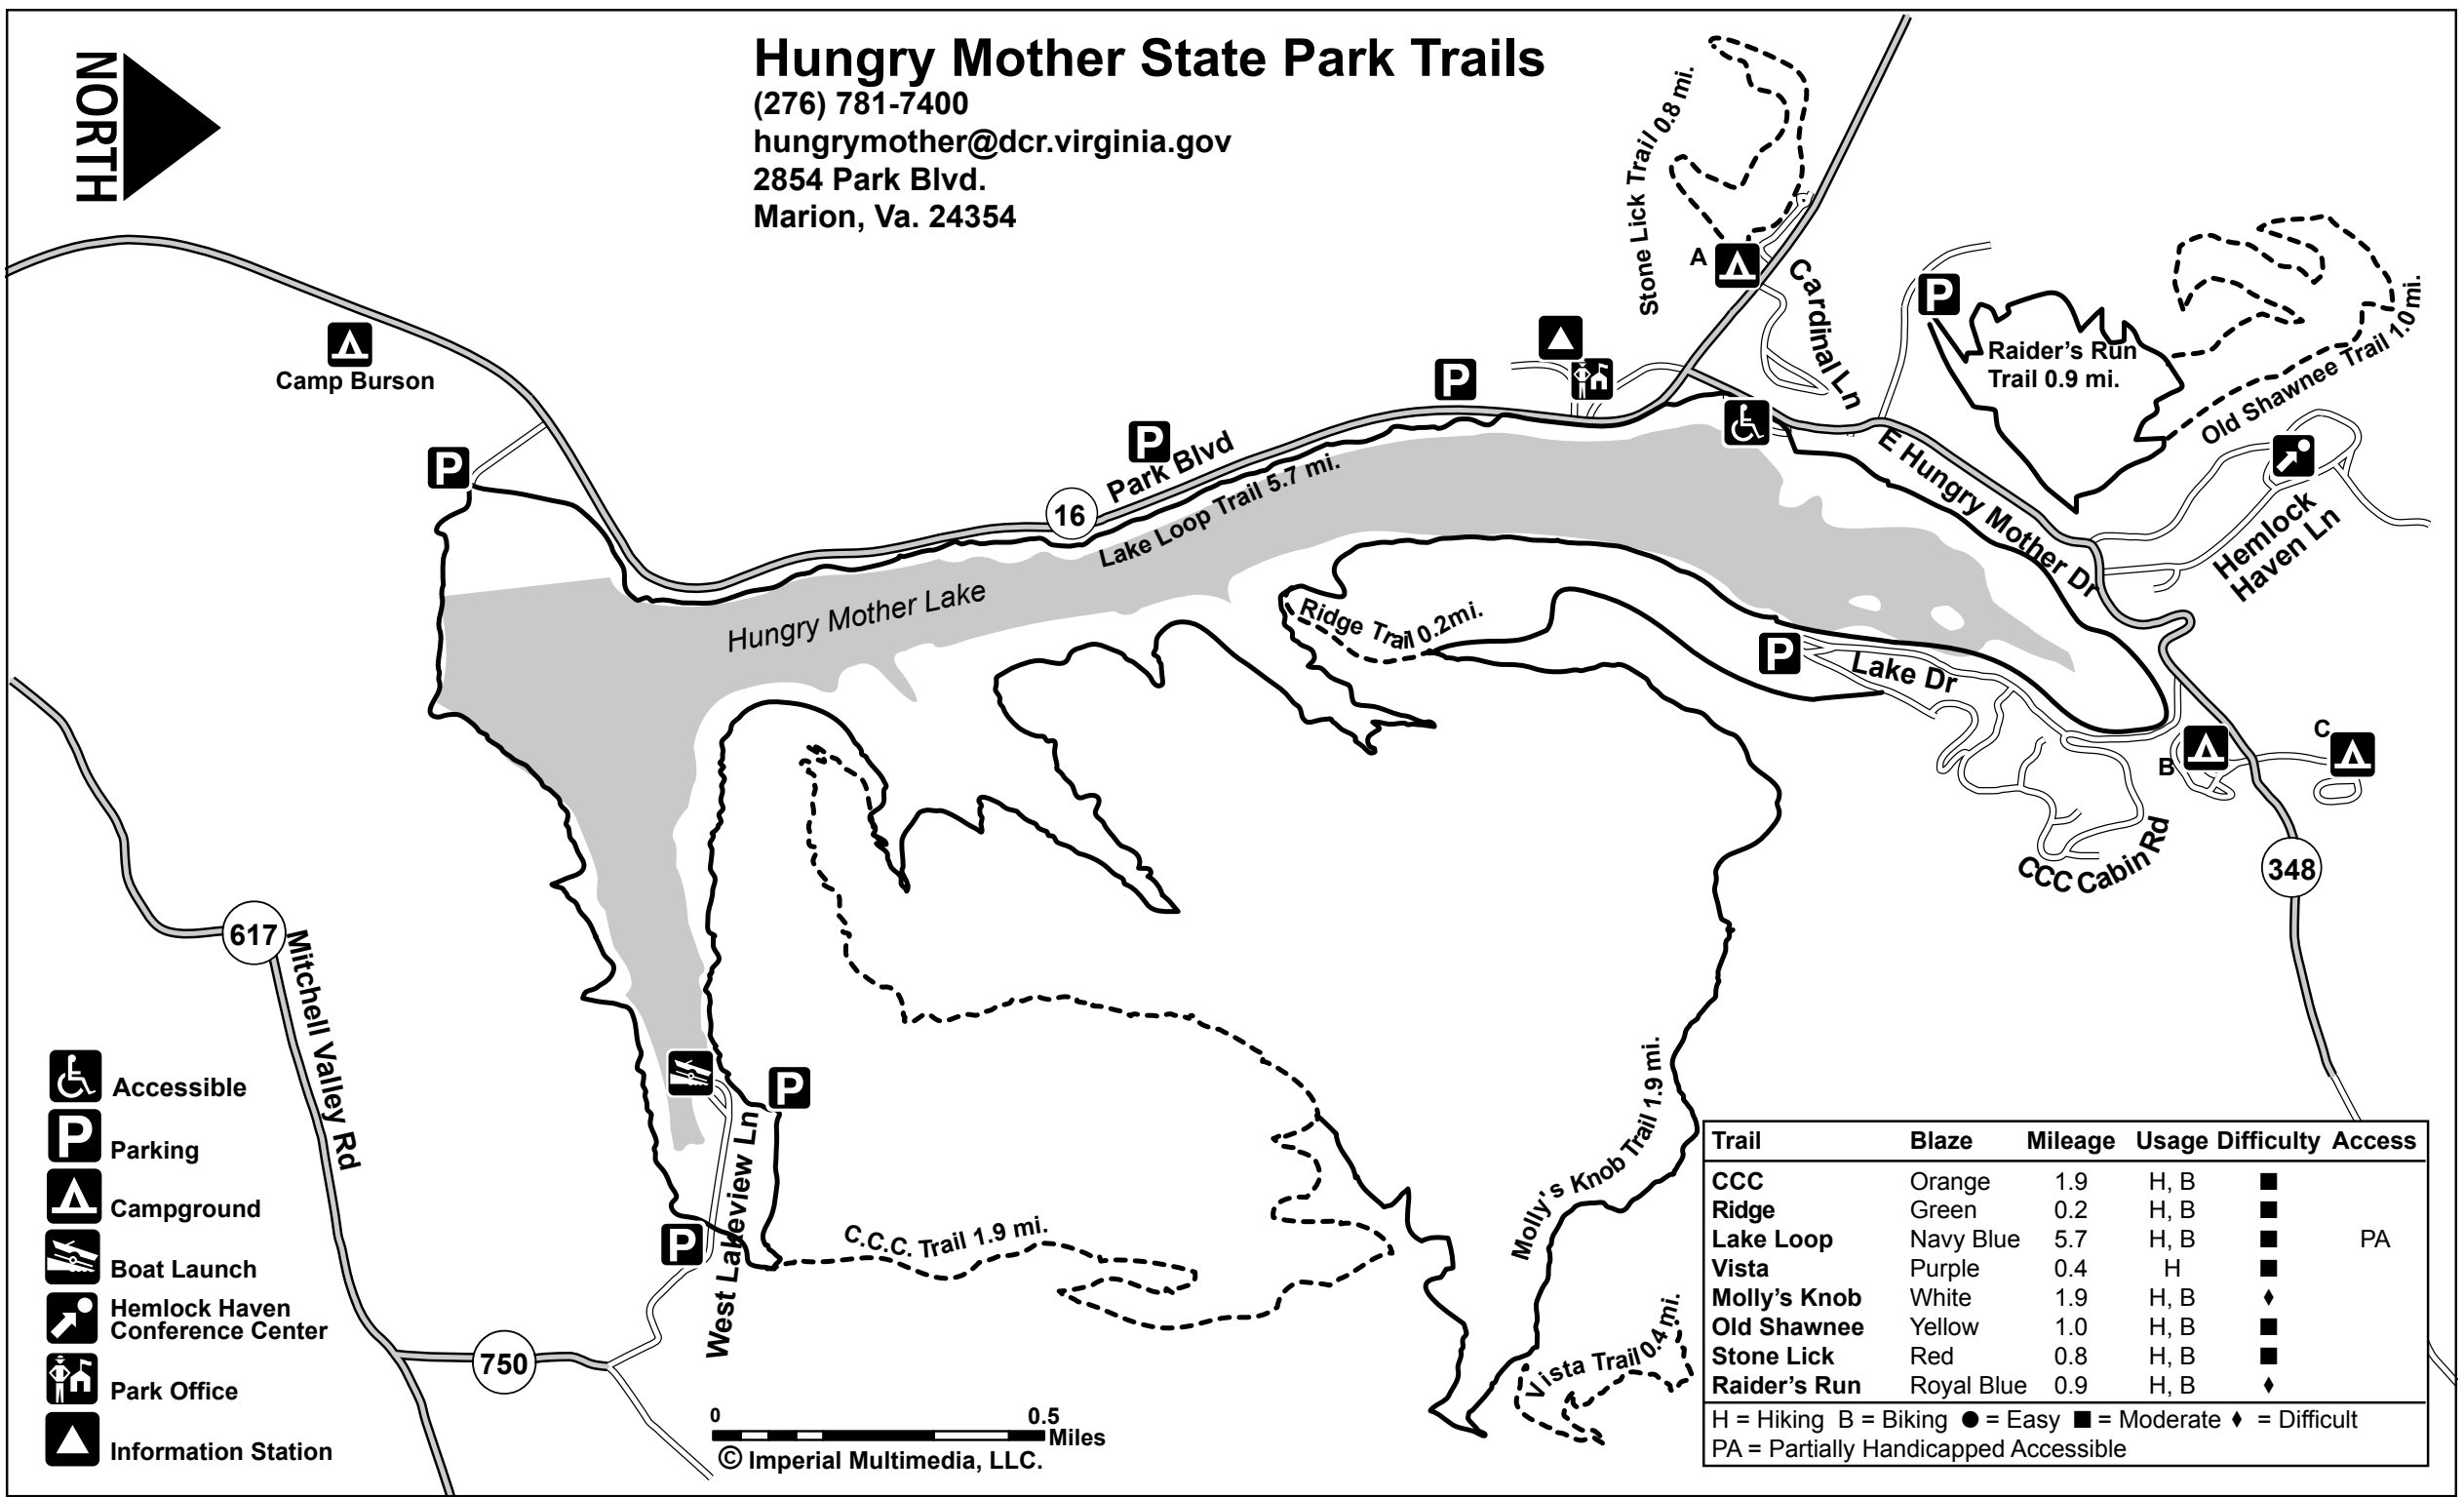 Hungry Mother State Park Trails
(276) 781-7400
hungrymother@dcr.virginia.gov
2854 Park Blvd.
Marion, Va. 24354
NORTH
Camp Burson
P
P
P
P
P
P
P
Stone Lick Trail 0.8 mi.
A
Cardinal Ln
Raider's Run
Trail 0.9 mi.
Old Shawnee Trail 1.0 mi.
Park Blvd
16
Lake Loop Trail 5.7 mi.
Hungry Mother Lake
E Hungry Mother Dr
Hemlock
Haven Ln
Ridge Trail 0.2mi.
Lake Dr
B
C
CCC Cabin Rd
348
617
Mitchell Valley Rd
West Lakeview Ln
C.C.C. Trail 1.9 mi.
Molly's Knob Trail 1.9 mi.
Vista Trail 0.4 mi.
750
Accessible
P Parking
Campground
Boat Launch
Hemlock Haven
Conference Center
Park Office
Information Station
0 0.5
Miles
© Imperial Multimedia, LLC.
Trail Blaze Mileage Usage Difficulty Access
CCC Orange 1.9 H, B ■
Ridge Green 0.2 H, B ■
Lake Loop Navy Blue 5.7 H, B ■ PA
Vista Purple 0.4 H ■
Molly's Knob White 1.9 H, B ♦
Old Shawnee Yellow 1.0 H, B ■
Stone Lick Red 0.8 H, B ■
Raider's Run Royal Blue 0.9 H, B ♦
H = Hiking B = Biking ● = Easy ■ = Moderate ♦ = Difficult
PA = Partially Handicapped Accessible